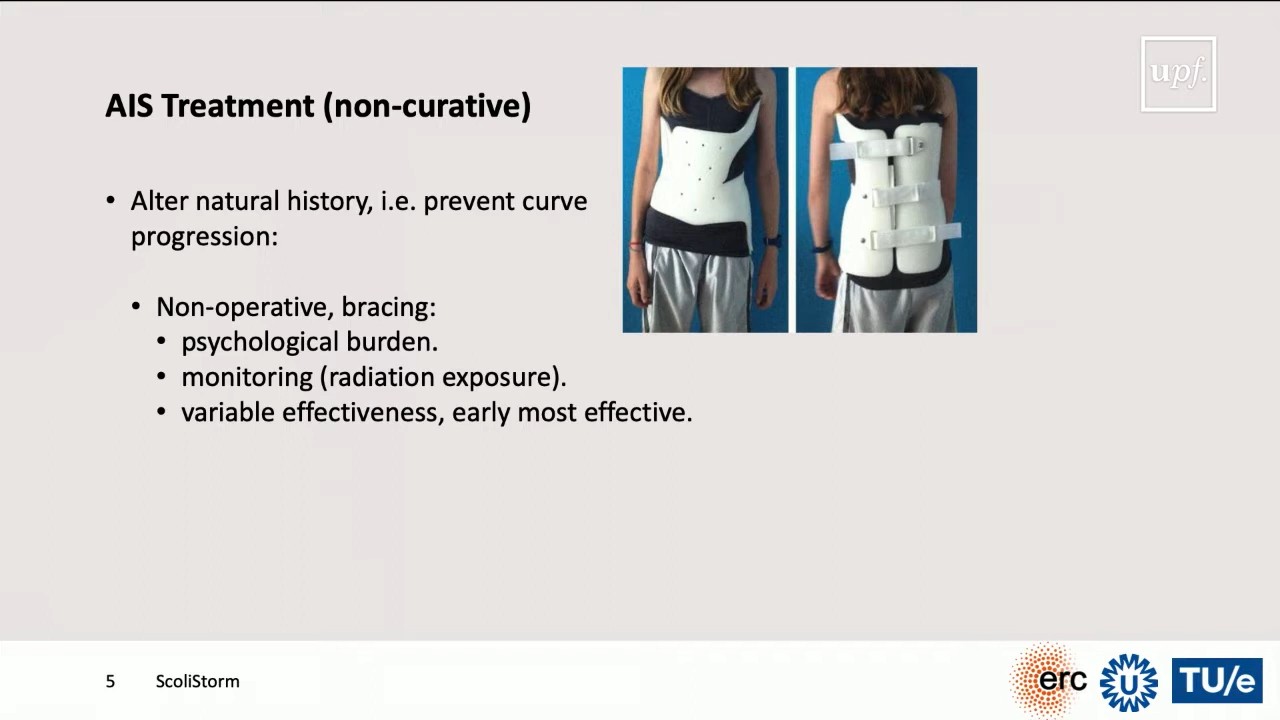 upf.
AIS Treatment (non-curative)
• Alter natural history, i.e. prevent curve
progression:
• Non-operative, bracing:
• psychological burden.
• monitoring (radiation exposure).
• variable effectiveness, early most effective.
5 ScoliStorm
erc U TU/e